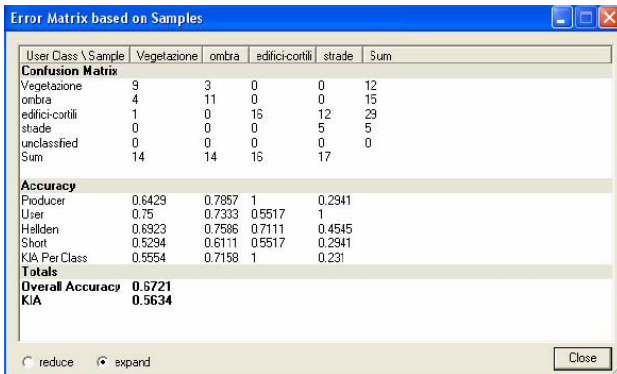 Error Matrix based on Samples
User Class \ Sample Vegetazione ombra edifici-cortili strade Sum
Confusion Matrix
Vegetazione 9 3 0 0 12
ombra 4 11 0 0 15
edifici-cortili 1 0 16 12 29
strade 0 0 0 5 5
unclassified 0 0 0 0 0
Sum 14 14 16 17
Accuracy
Producer 0.6429 0.7857 1 0.2941
User 0.75 0.7333 0.5517 1
Hellden 0.6923 0.7586 0.7111 0.4545
Short 0.5294 0.6111 0.5517 0.2941
KIA Per Class 0.5554 0.7158 1 0.231
Totals
Overall Accuracy 0.6721
KIA 0.5634
reduce expand Close